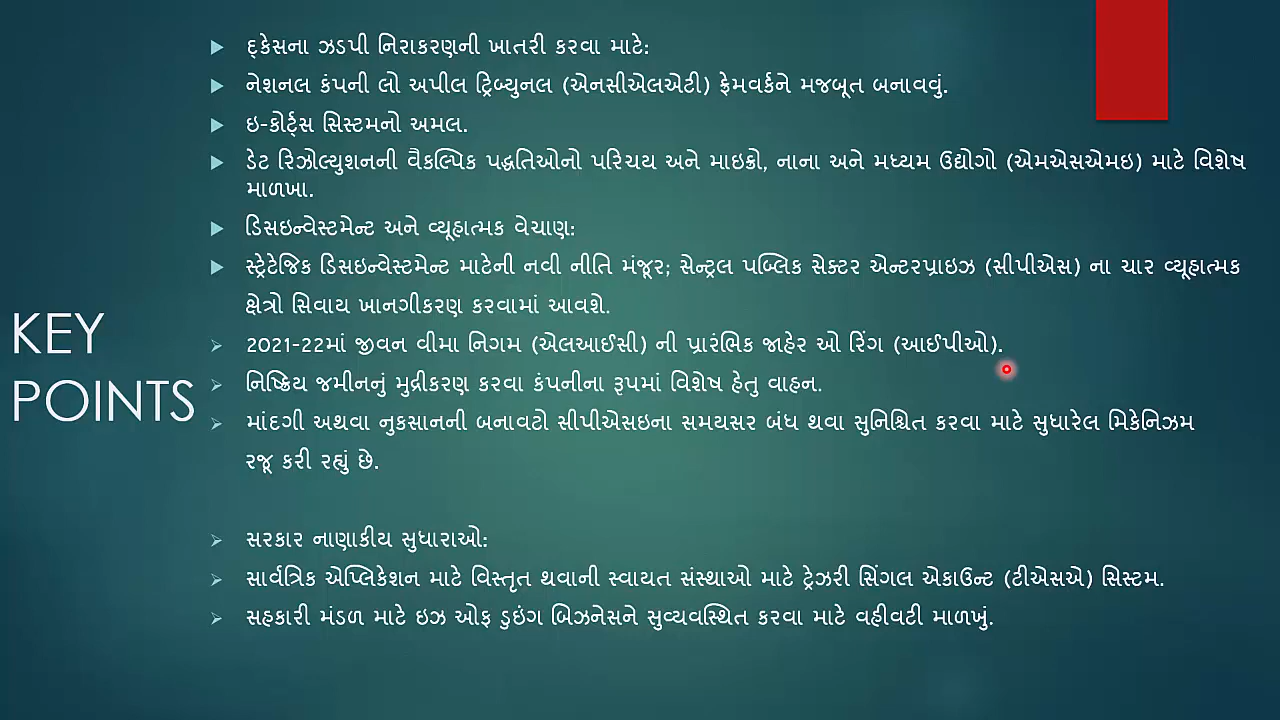 KEY
POINTS
દ્કેસના ઝડપી નિરાકરણની ખાતરી કરવા માટે:
નેશનલ કંપની લો અપીલ ટ્રિબ્યુનલ (એનસીએલએટી) ફ્રેમવર્કને મજબૂત બનાવવું.
ઇ-કોર્ટ્સ સિસ્ટમનો અમલ.
ડેટ રિઝોલ્યુશનની વૈકલ્પિક પદ્ધતિઓનો પરિચય અને માઇક્રો, નાના અને મધ્યમ ઉદ્યોગો (એમએસએમઇ) માટે વિશેષ
માળખા.
ડિસઇન્વેસ્ટમેન્ટ અને વ્યૂહાત્મક વેચાણ:
સ્ટ્રેટેજિક ડિસઇન્વેસ્ટમેન્ટ માટેની નવી નીતિ મંજૂર; સેન્ટ્રલ પબ્લિક સેક્ટર એન્ટરપ્રાઇઝ (સીપીએસ) ના ચાર વ્યૂહાત્મક
ક્ષેત્રો સિવાય ખાનગીકરણ કરવામાં આવશે.
2021-22માં જીવન વીમા નિગમ (એલઆઈસી) ની પ્રારંભિક જાહેર ઓ રિંગ (આઈપીઓ).
નિષ્ક્રિય જમીનનું મુદ્રીકરણ કરવા કંપનીના રૂપમાં વિશેષ હેતુ વાહન.
માંદગી અથવા નુકસાનની બનાવટો સીપીએસઇના સમયસર બંધ થવા સુનિશ્ચિત કરવા માટે સુધારેલ મિકેનિઝમ
રજૂ કરી રહ્યું છે.
સરકાર નાણાકીય સુધારાઓ:
સાર્વત્રિક એપ્લિકેશન માટે વિસ્તૃત થવાની સ્વાયત સંસ્થાઓ માટે ટ્રેઝરી સિંગલ એકાઉન્ટ (ટીએસએ) સિસ્ટમ.
સહકારી મંડળ માટે ઇઝ ઓફ ડુઇંગ બિઝનેસને સુવ્યવસ્થિત કરવા માટે વહીવટી માળખું.